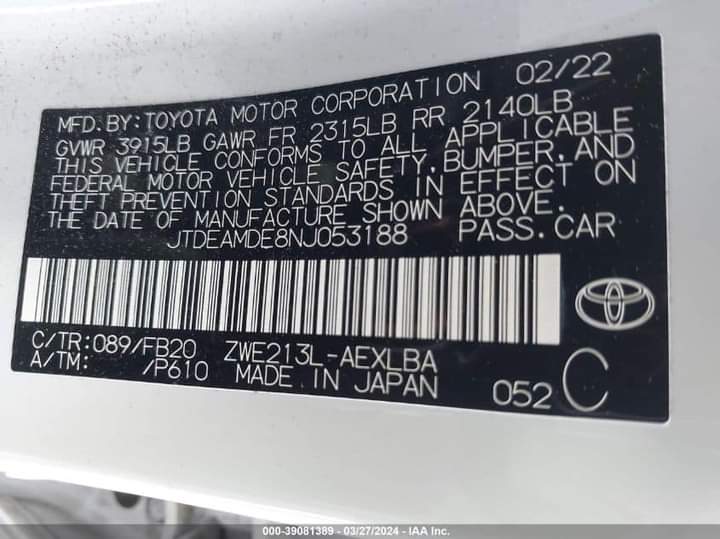 MFD.BY:TOYOTA MOTOR CORPORATION 02/22
GVWR 3915LB GAWR FR 2315LB RR 2140LB
THIS VEHICLE CONFORMS TO ALL APPLICABLE
FEDERAL MOTOR VEHICLE SAFETY,BUMPER,AND
THEFT PREVENTION STANDARDS IN EFFECT ON
THE DATE OF MANUFACTURE SHOWN ABOVE.
JTDEAMDE8NJ053188 PASS.CAR
C/TR:089/FB20 ZWE213L-AEXLBA
A/TM: /P610 MADE IN JAPAN 052 C
000-39081389 - 03/27/2024 - IAA Inc.